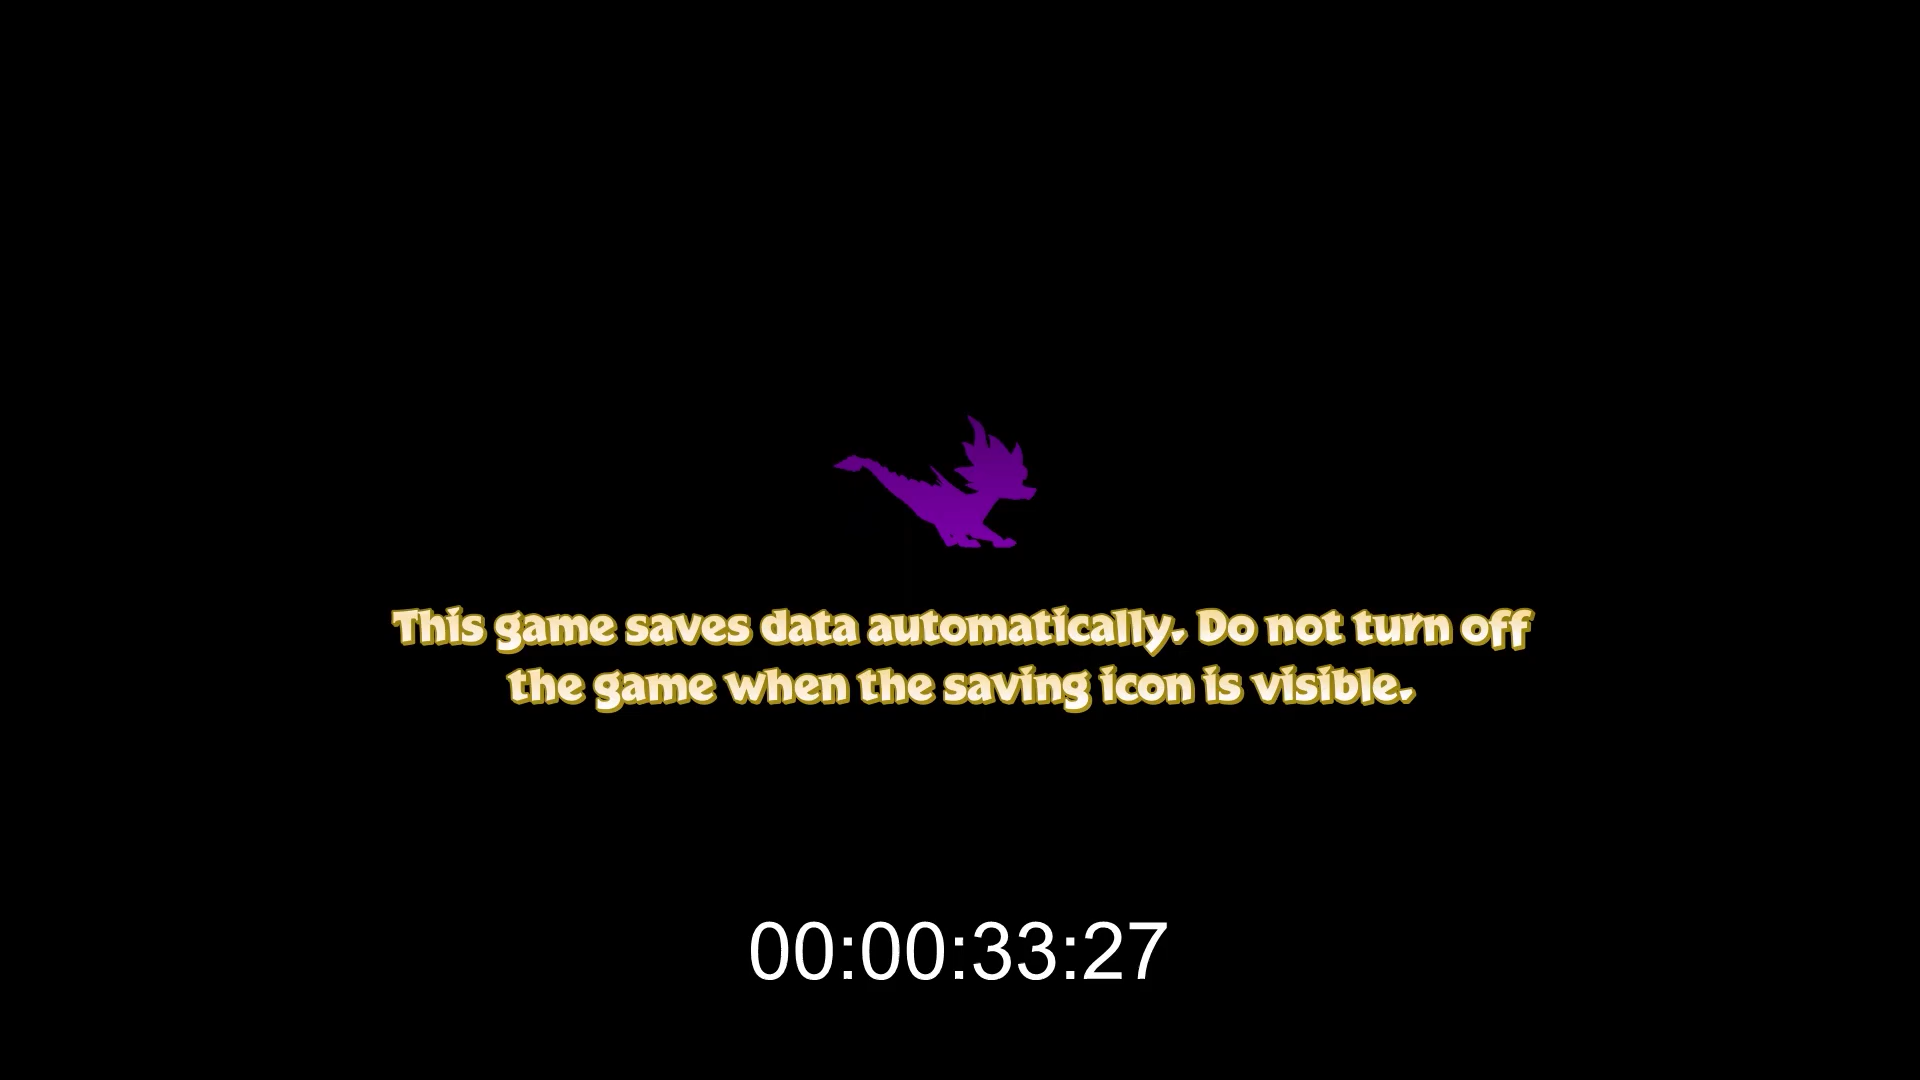 This game saves data automatically. Do not turn off
the game when the saving icon is visible.
00:00:33:27